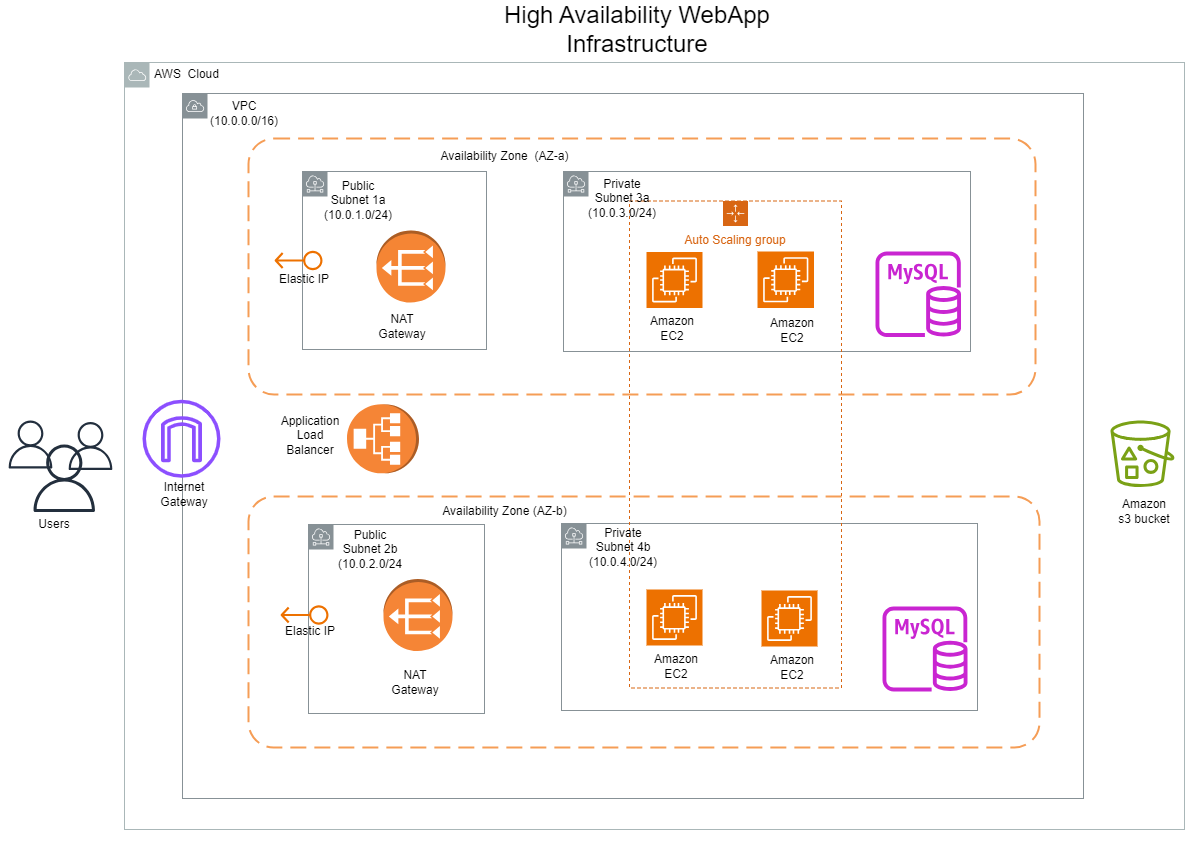 High Availability WebApp
Infrastructure
AWS Cloud
VPC
(10.0.0.0/16)
Availability Zone (AZ-a)
Public
Subnet 1a
(10.0.1.0/24)
Elastic IP
NAT
Gateway
Private
Subnet 3a
(10.0.3.0/24)
Auto Scaling group
Amazon
EC2
Amazon
EC2
MySQL
Users
Internet
Gateway
Application
Load
Balancer
Amazon
s3 bucket
Availability Zone (AZ-b)
Public
Subnet 2b
(10.0.2.0/24
Elastic IP
NAT
Gateway
Private
Subnet 4b
(10.0.4.0/24)
Amazon
EC2
Amazon
EC2
MySQL